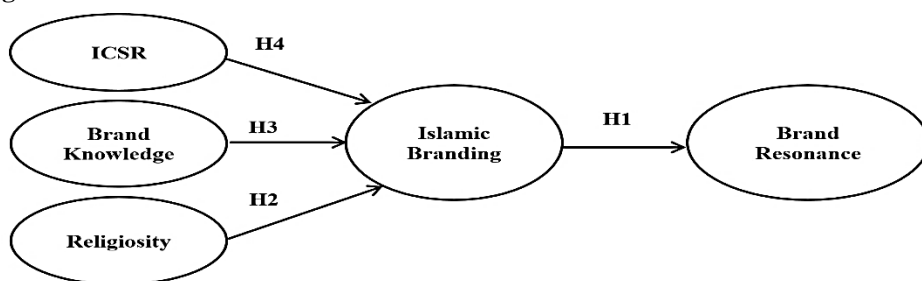 ICSR
H4
Brand
Knowledge
H3
Religiosity
H2
Islamic
Branding
H1
Brand
Resonance